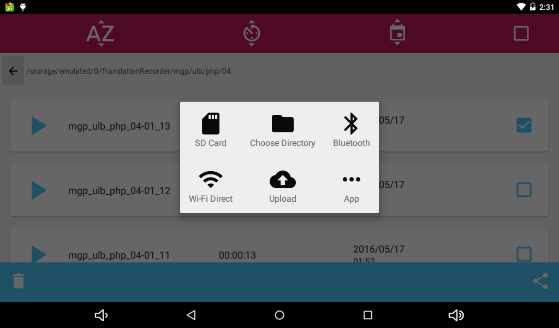 2:31
AZ
/storage/emulated/0/TranslationRecorder/mgp/ulb/php/04
mgp_ulb_php_04-01_13
05/17
SD Card
Choose Directory
Bluetooth
mgp_ulb_php_04-01_12
05/17
Wi-Fi Direct
Upload
App
mgp_ulb_php_04-01_11
00:00:13
2016/05/17
01:52